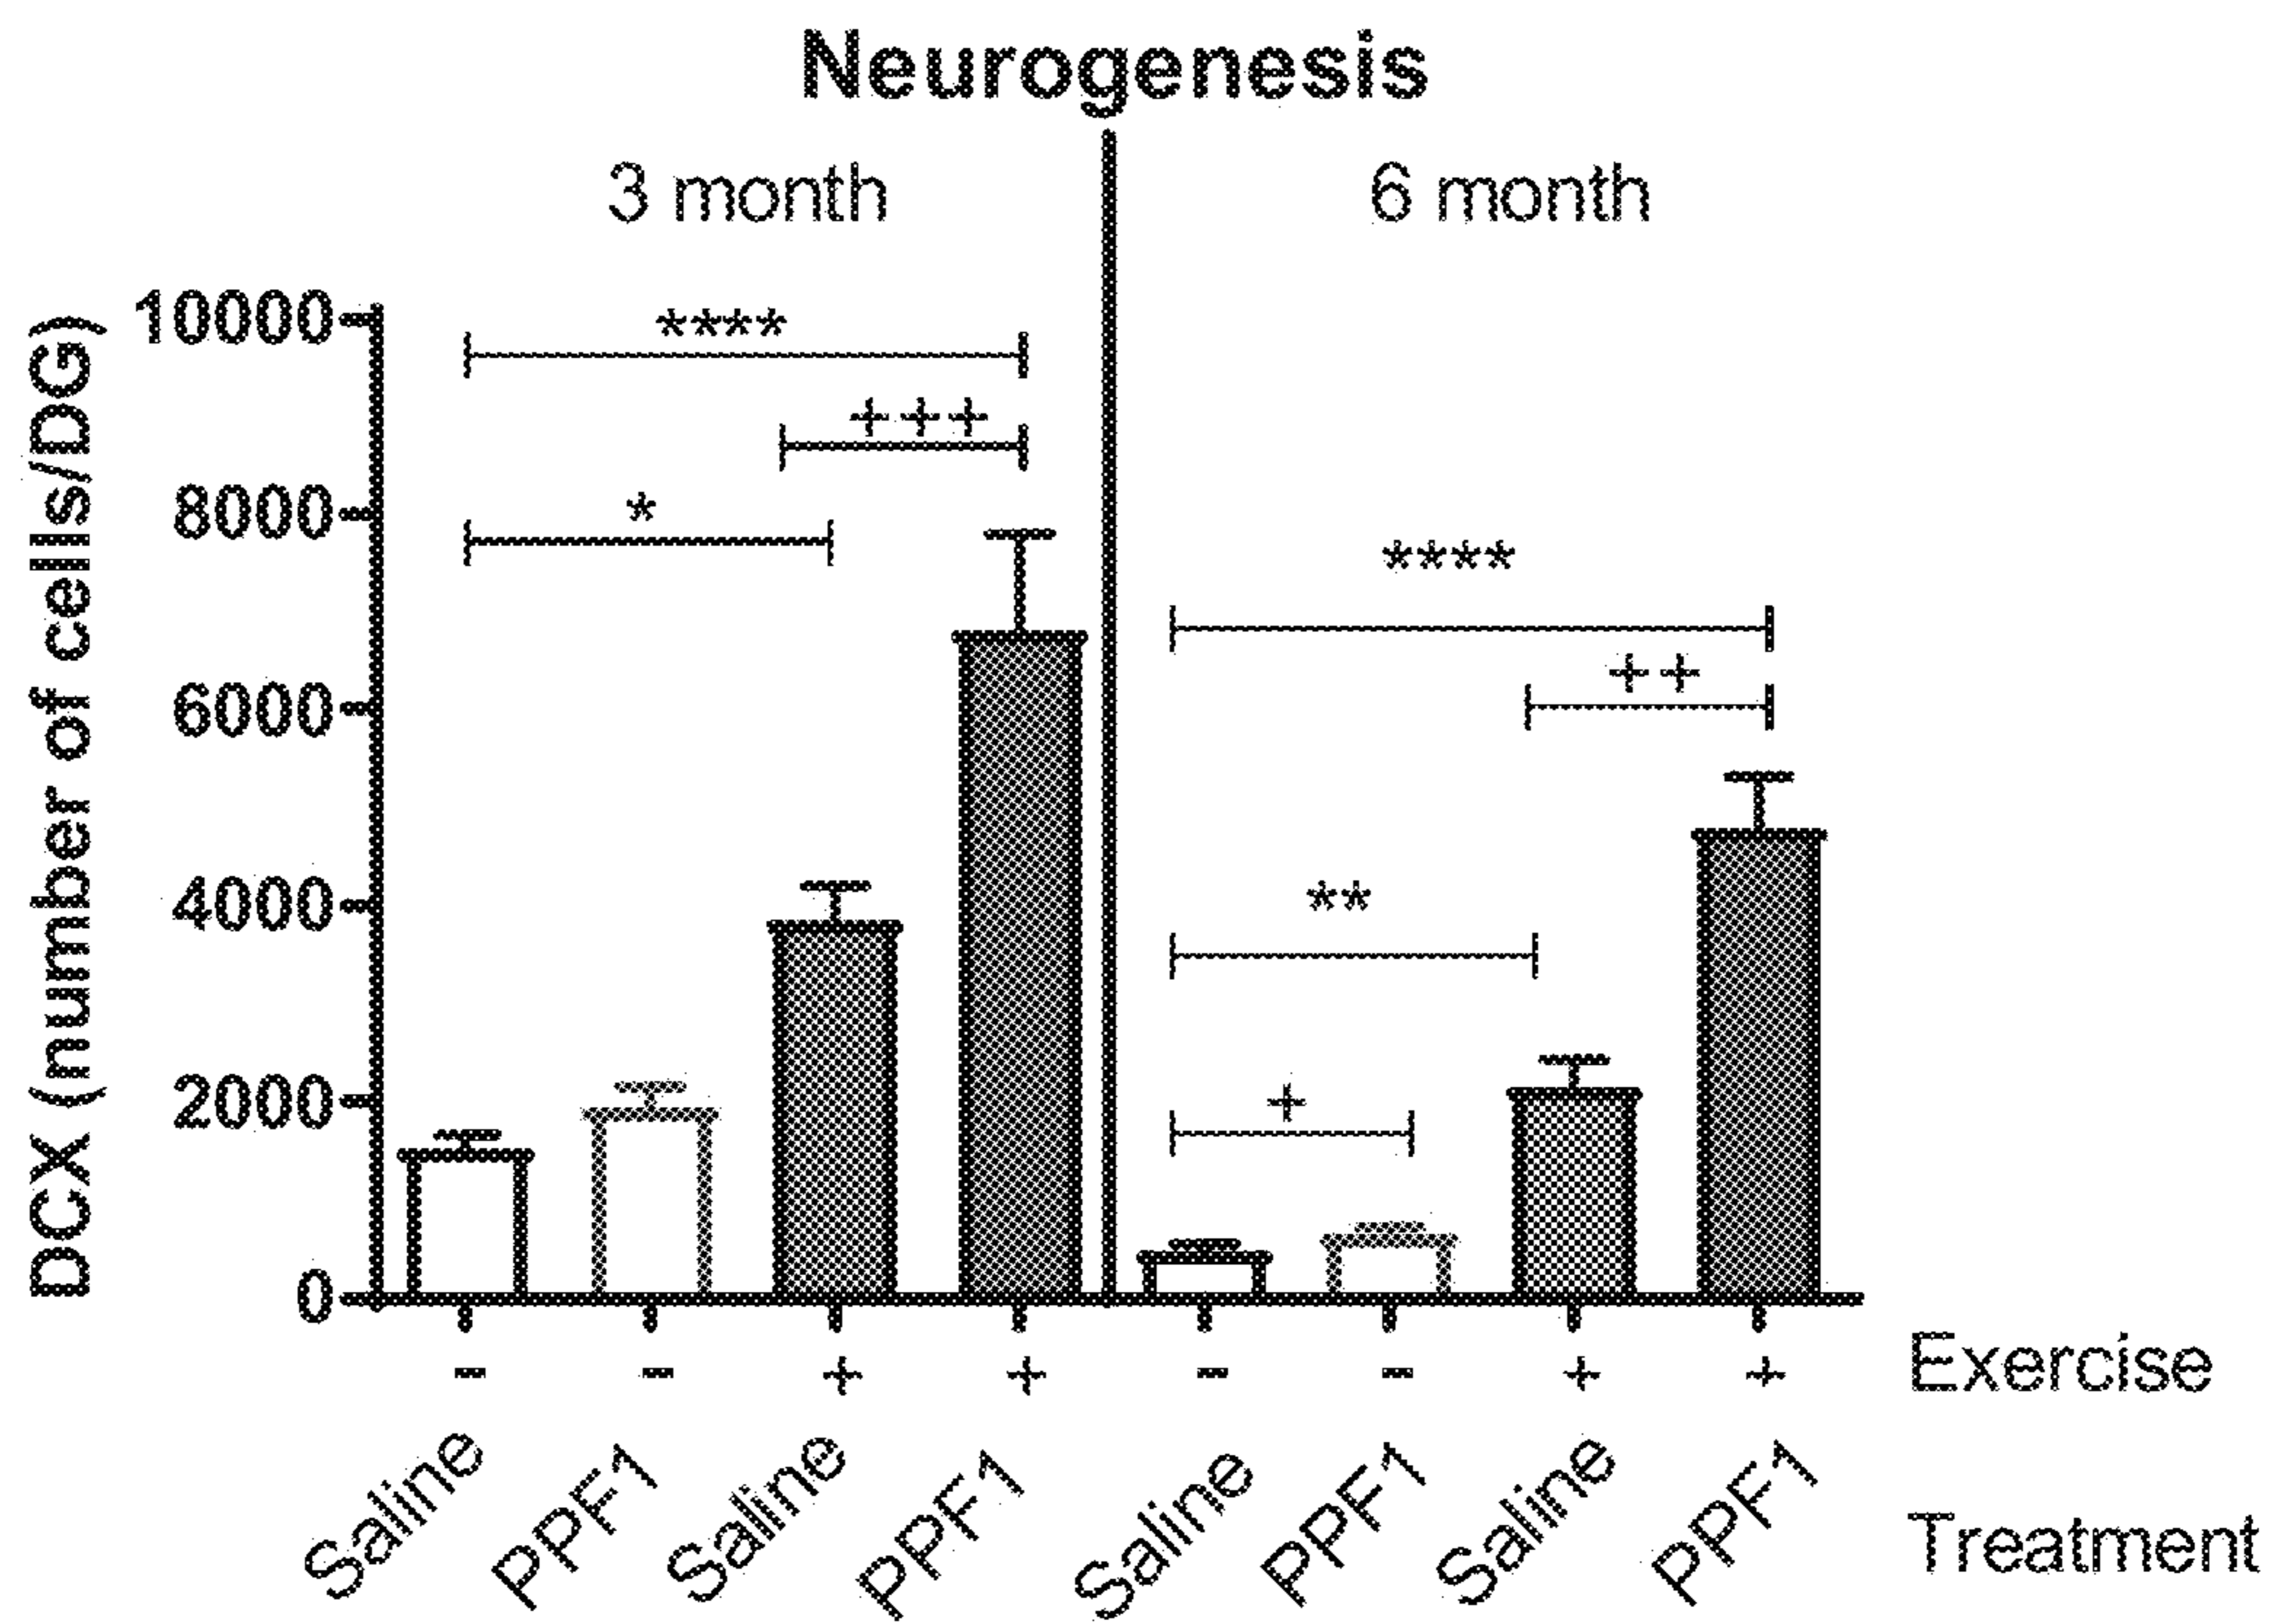 Neurogenesis
3 month
6 month
DCX (number of cells/DG)
10000
8000
6000
4000
2000
0
****
+++
*
****
++
**
+
- - + + - - + + Exercise
Saline PPF1 Saline PPF1 Saline PPF1 Saline PPF1 Treatment